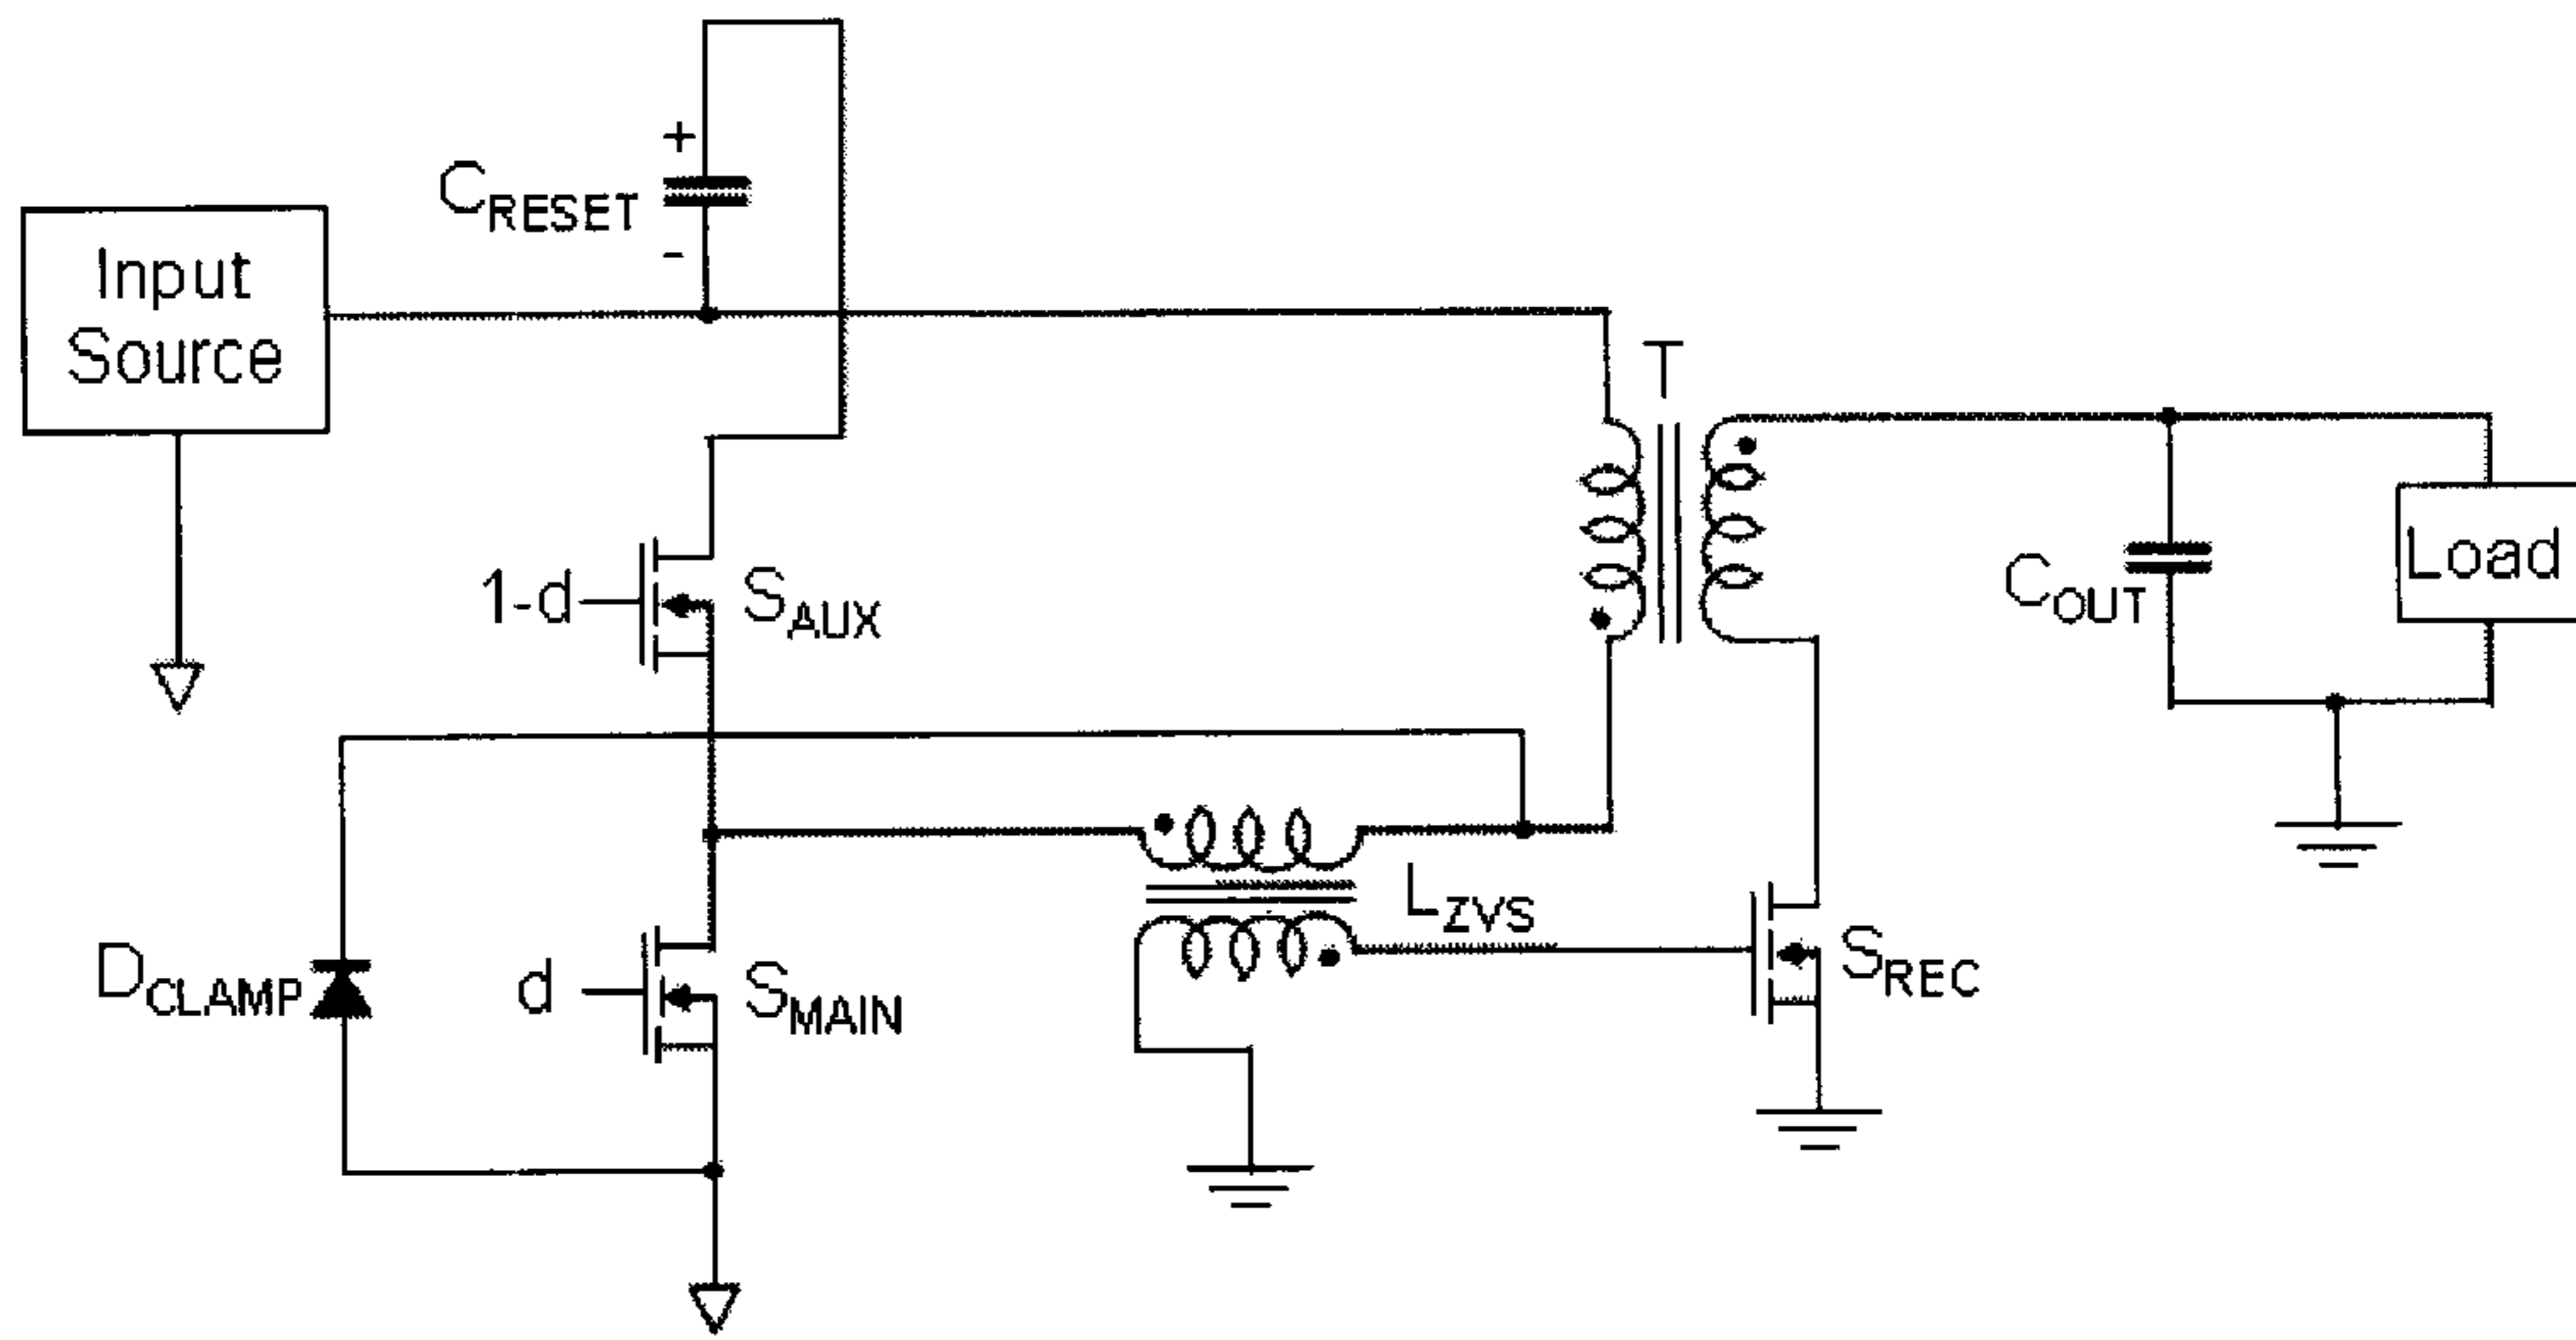 +
C_RESET
-
Input
Source
T
1-d
S_AUX
C_OUT
Load
D_CLAMP
d
S_MAIN
L_ZVS
S_REC